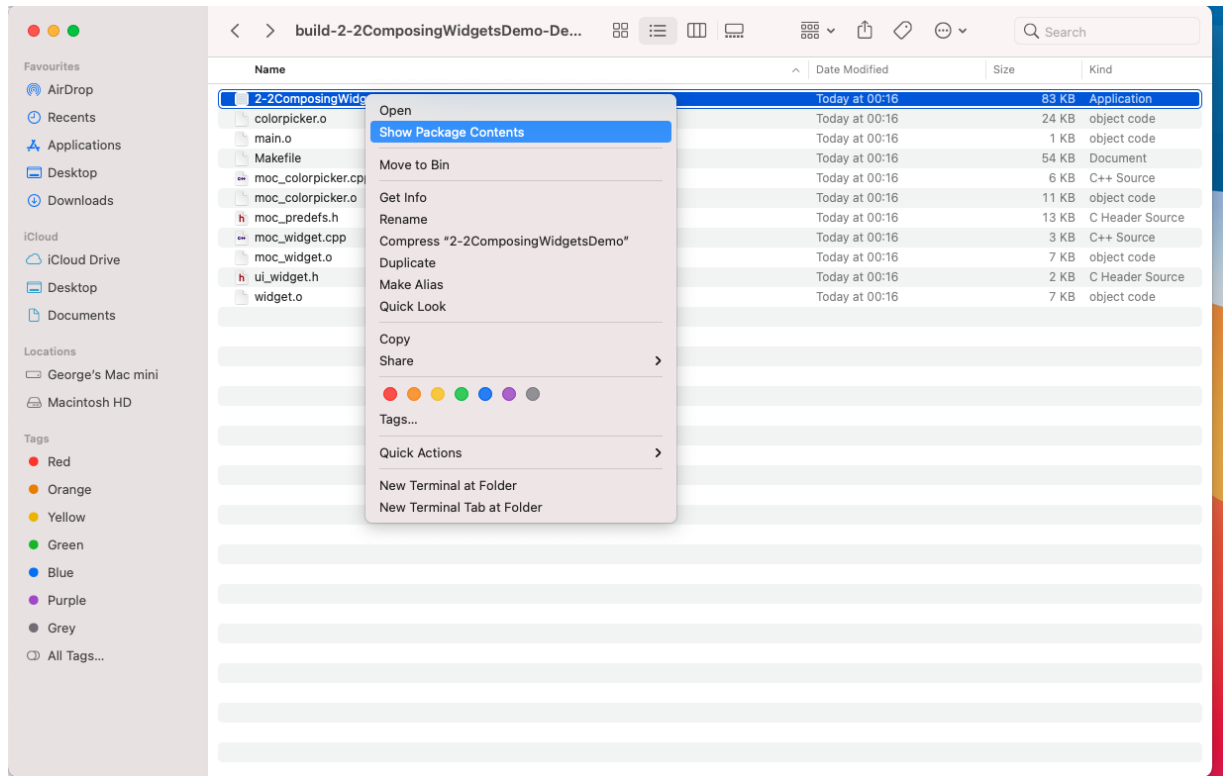 build-2-2ComposingWidgetsDemo-De...
Search
Favourites
AirDrop
Recents
Applications
Desktop
Downloads
iCloud
iCloud Drive
Desktop
Documents
Locations
George's Mac mini
Macintosh HD
Tags
Red
Orange
Yellow
Green
Blue
Purple
Grey
All Tags...
Name Date Modified Size Kind
2-2ComposingWidg Today at 00:16 83 KB Application
colorpicker.o Today at 00:16 24 KB object code
main.o Today at 00:16 1 KB object code
Makefile Today at 00:16 54 KB Document
moc_colorpicker.cpp Today at 00:16 6 KB C++ Source
moc_colorpicker.o Today at 00:16 11 KB object code
moc_predefs.h Today at 00:16 13 KB C Header Source
moc_widget.cpp Today at 00:16 3 KB C++ Source
moc_widget.o Today at 00:16 7 KB object code
ui_widget.h Today at 00:16 2 KB C Header Source
widget.o Today at 00:16 7 KB object code
Open
Show Package Contents
Move to Bin
Get Info
Rename
Compress "2-2ComposingWidgetsDemo"
Duplicate
Make Alias
Quick Look
Copy
Share
Tags...
Quick Actions
New Terminal at Folder
New Terminal Tab at Folder